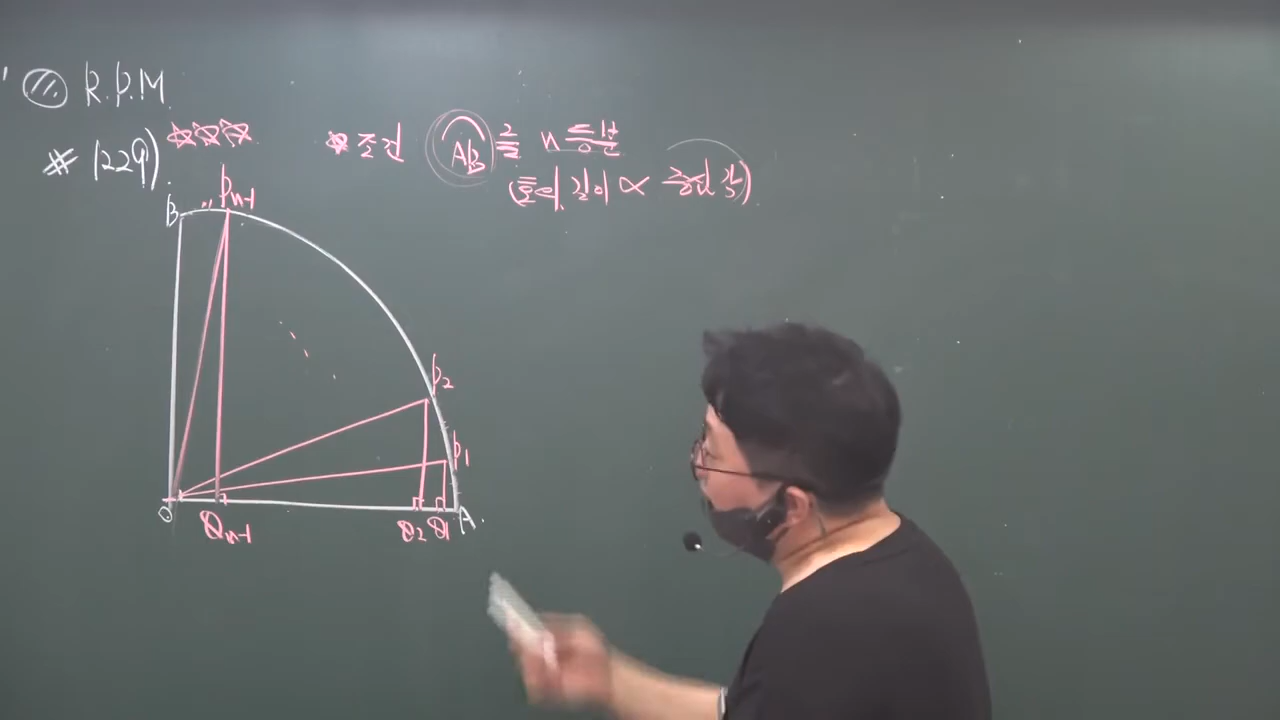 R.P.M
# 1229)
조건 AB를 n등분
(호의 길이 ∝ 중심각)
B
Pn-1
P2
P1
O
Qn-1
Q2
Q1
A